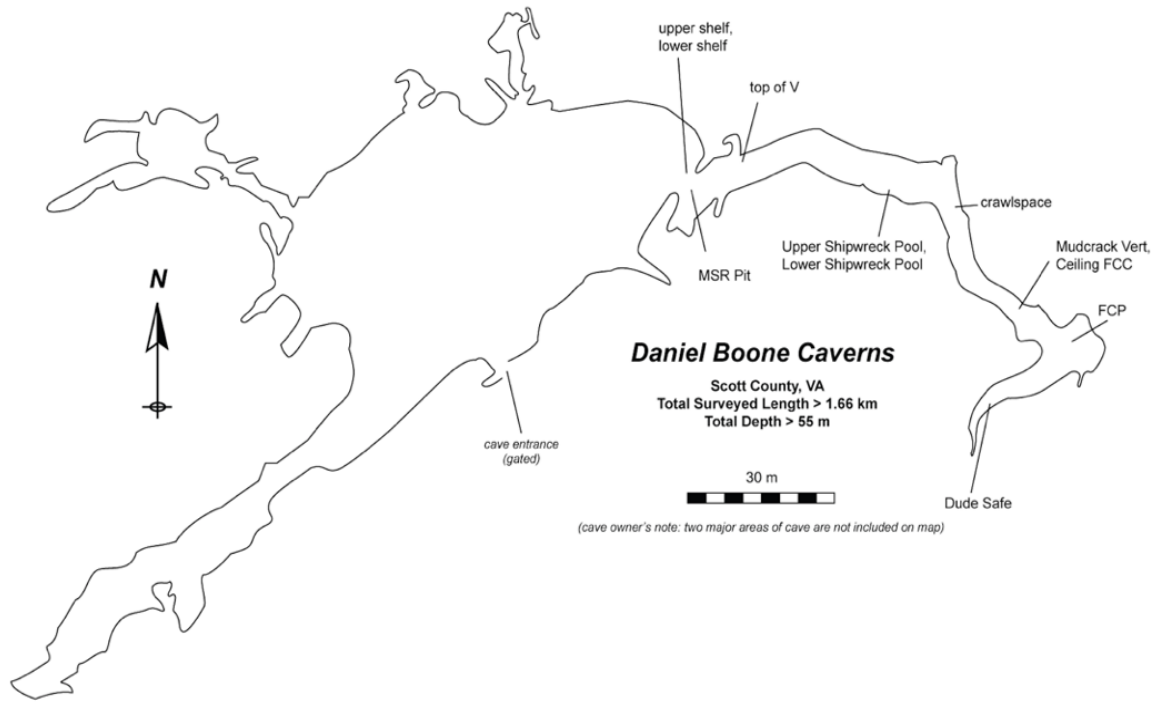 upper shelf,
lower shelf
top of V
crawlspace
Upper Shipwreck Pool,
Lower Shipwreck Pool
Mudcrack Vert,
Ceiling FCC
MSR Pit
N
FCP
Daniel Boone Caverns
Scott County, VA
Total Surveyed Length > 1.66 km
Total Depth > 55 m
cave entrance
(gated)
30 m
Dude Safe
(cave owner's note: two major areas of cave are not included on map)